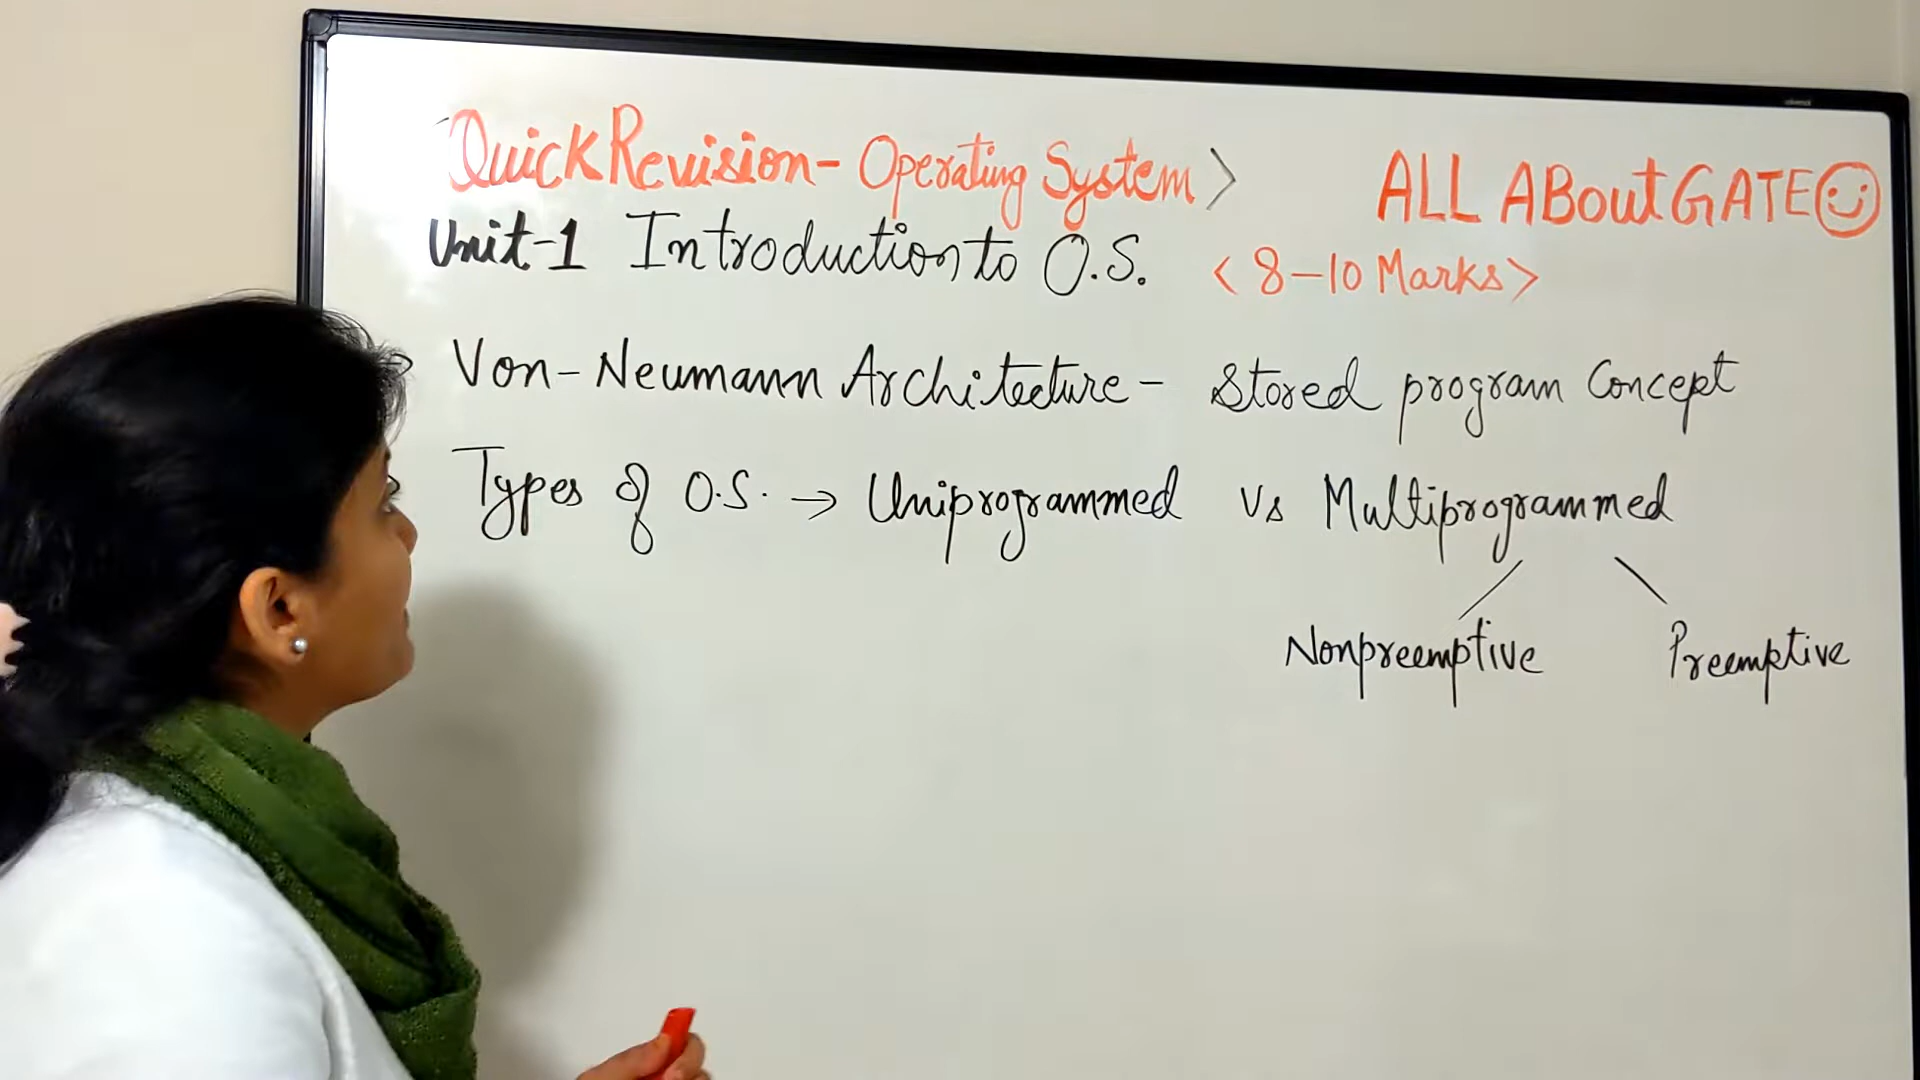 Quick Revision - Operating System > ALL ABout GATE
Unit-1 Introduction to O.S. < 8-10 Marks >
Von-Neumann Architecture - Stored program Concept
Types of O.S. → Uniprogrammed Vs Multiprogrammed
Nonpreemptive Preemptive